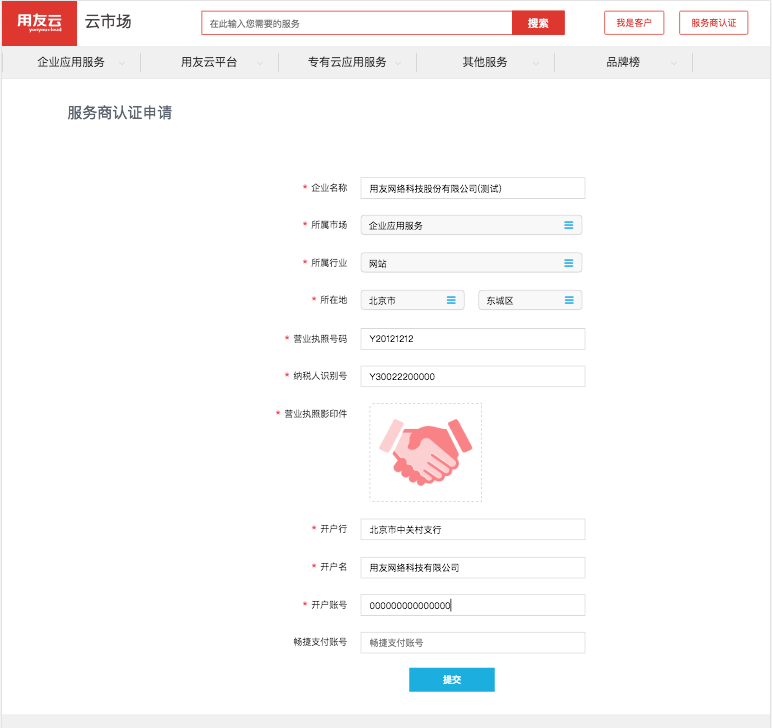 用友云 云市场 在此输入您需要的服务 搜索 我是客户 服务商认证
yonyou cloud
企业应用服务 用友云平台 专有云应用服务 其他服务 品牌榜
服务商认证申请
* 企业名称 用友网络科技股份有限公司(测试)
* 所属市场 企业应用服务
* 所属行业 网站
* 所在地 北京市 东城区
* 营业执照号码 Y20121212
* 纳税人识别号 Y30022200000
* 营业执照影印件
* 开户行 北京市中关村支行
* 开户名 用友网络科技有限公司
* 开户账号 000000000000000
畅捷支付账号 畅捷支付账号
提交